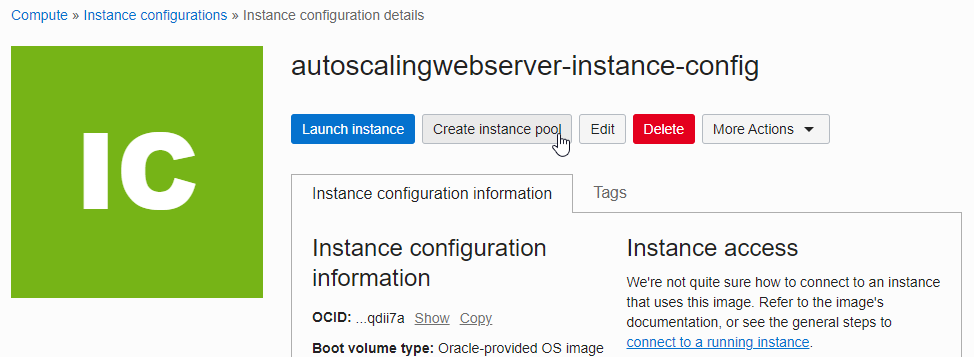 Compute » Instance configurations » Instance configuration details
IC
autoscalingwebserver-instance-config
Launch instance Create instance pool Edit Delete More Actions
Instance configuration information Tags
Instance configuration
information
OCID: ...qdii7a Show Copy
Boot volume type: Oracle-provided OS image
Instance access
We're not quite sure how to connect to an instance
that uses this image. Refer to the image's
documentation, or see the general steps to
connect to a running instance.